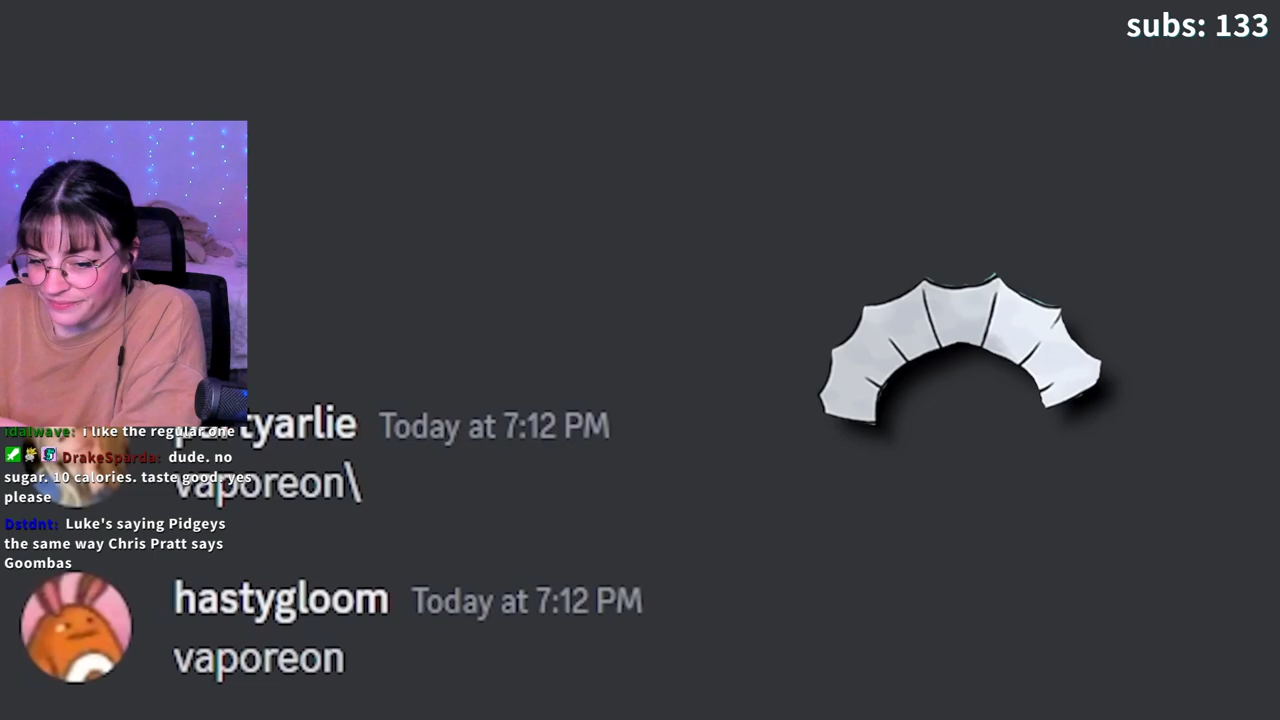 subs: 133
tyarlie Today at 7:12 PM
idalwave: i like the regular one
DrakeSparda: dude. no
sugar. 10 calories. taste good. yes
please
vaporeon\
Dstdnt: Luke's saying Pidgeys
the same way Chris Pratt says
Goombas
hastygloom Today at 7:12 PM
vaporeon